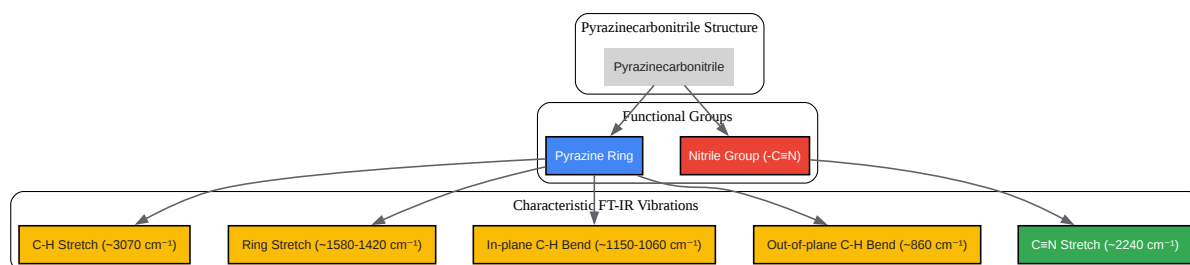 Pyrazinecarbonitrile Structure
Pyrazinecarbonitrile
Functional Groups
Pyrazine Ring
Nitrile Group (-C≡N)
Characteristic FT-IR Vibrations
C-H Stretch (~3070 cm⁻¹)
Ring Stretch (~1580-1420 cm⁻¹)
In-plane C-H Bend (~1150-1060 cm⁻¹)
Out-of-plane C-H Bend (~860 cm⁻¹)
C≡N Stretch (~2240 cm⁻¹)